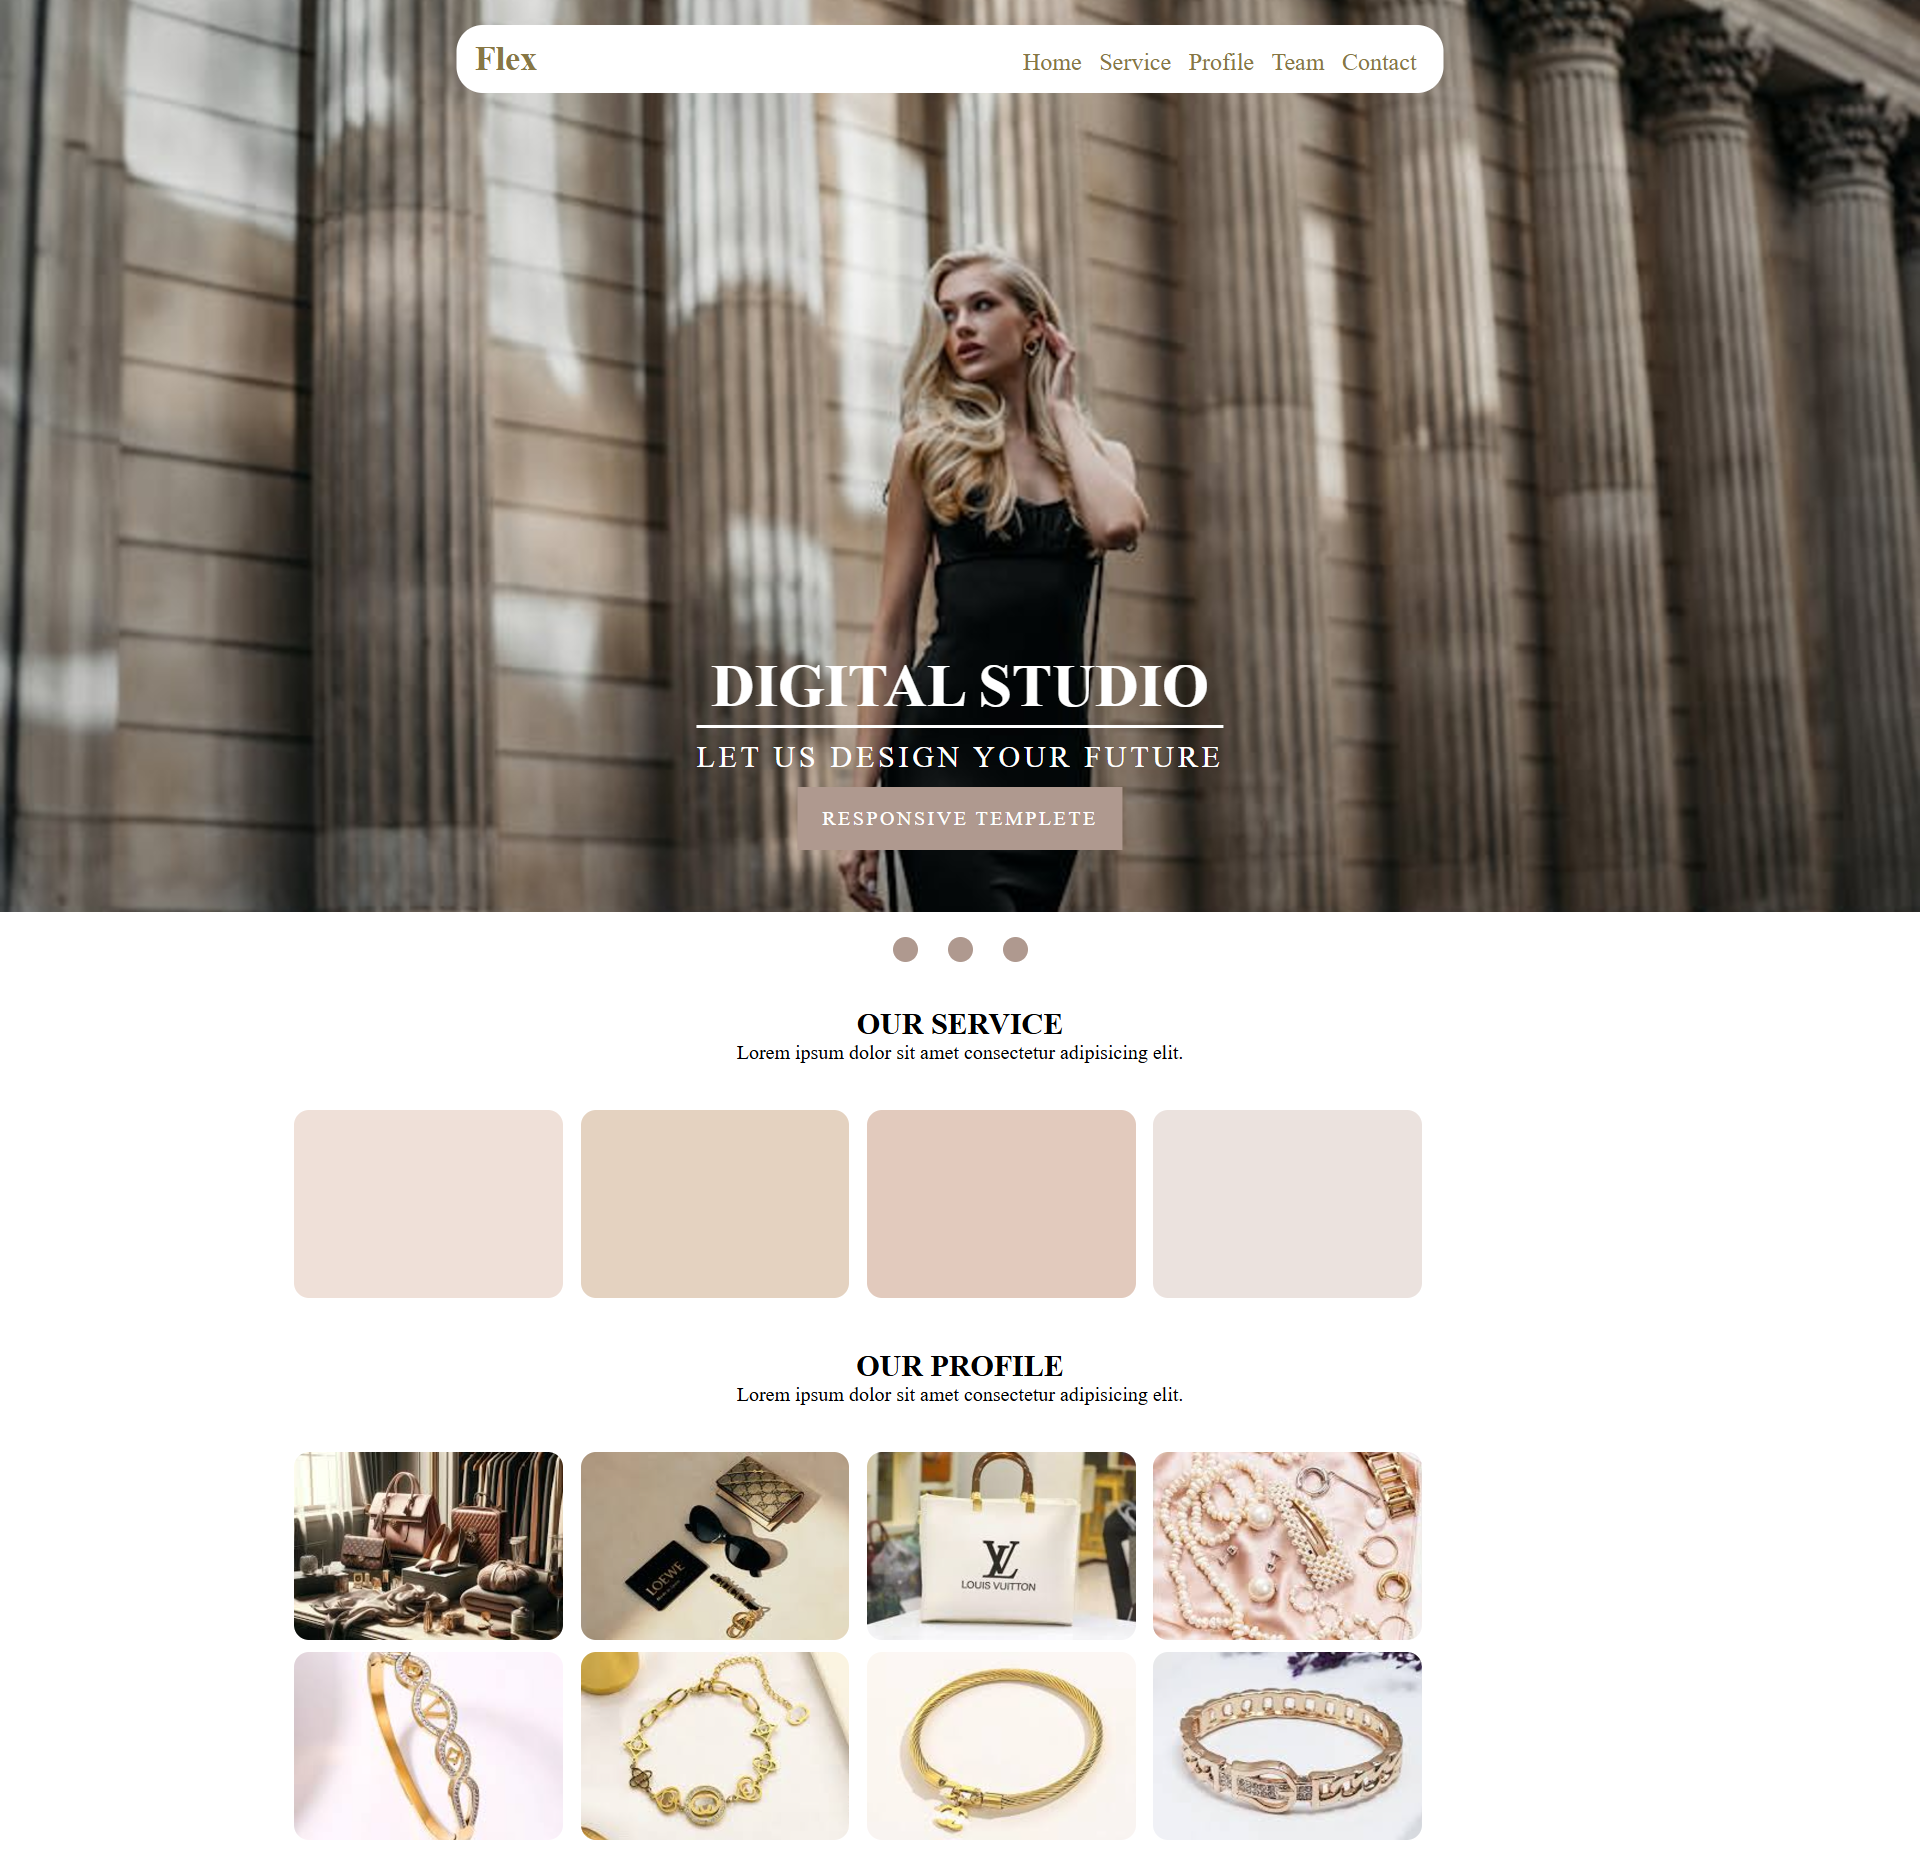 Flex
Home Service Profile Team Contact
DIGITAL STUDIO
LET US DESIGN YOUR FUTURE
RESPONSIVE TEMPLETE
OUR SERVICE
Lorem ipsum dolor sit amet consectetur adipisicing elit.
OUR PROFILE
Lorem ipsum dolor sit amet consectetur adipisicing elit.
LOEWE
LV
LOUIS VUITTON